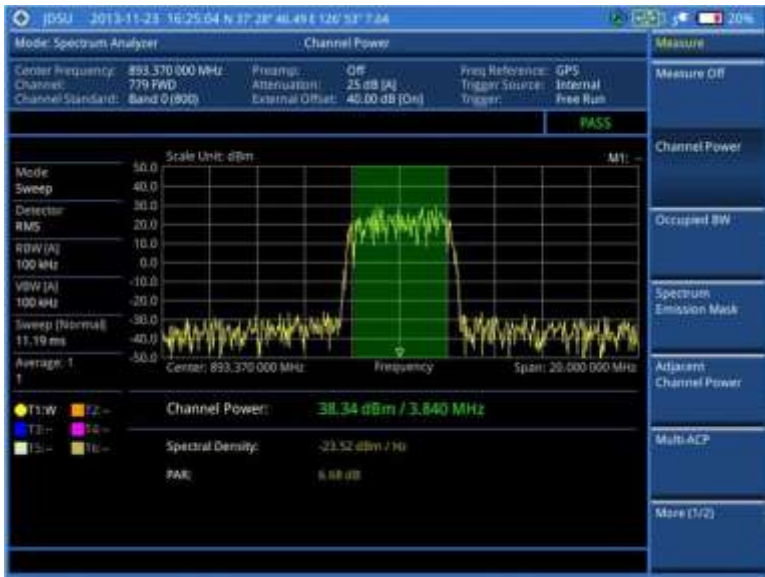 JDSU 2013-11-23 16:25:04 N 37° 28' 46.49 E 126° 53' 7.64 20%
Mode: Spectrum Analyzer Channel Power Measure
Center Frequency: 893.370 000 MHz Preamp: Off Freq Reference: GPS
Channel: 779 FWD Attenuation: 25 dB [A] Trigger Source: Internal
Channel Standard: Band 0 (800) External Offset: 40.00 dB [On] Trigger: Free Run
PASS
Measure Off
Channel Power
Occupied BW
Spectrum
Emission Mask
Adjacent
Channel Power
Multi-ACP
More (1/2)
Mode
Sweep
Detector
RMS
RBW [A]
100 kHz
VBW [A]
100 kHz
Sweep [Normal]
11.19 ms
Average: 1
1
Scale Unit: dBm M1: --
50.0
40.0
30.0
20.0
10.0
0.0
-10.0
-20.0
-30.0
-40.0
-50.0
Center: 893.370 000 MHz Frequency Span: 20.000 000 MHz
T1:W T2:--
T3:-- T4:--
T5:-- T6:--
Channel Power: 38.34 dBm / 3.840 MHz
Spectral Density: -23.52 dBm / Hz
PAR: 6.68 dB